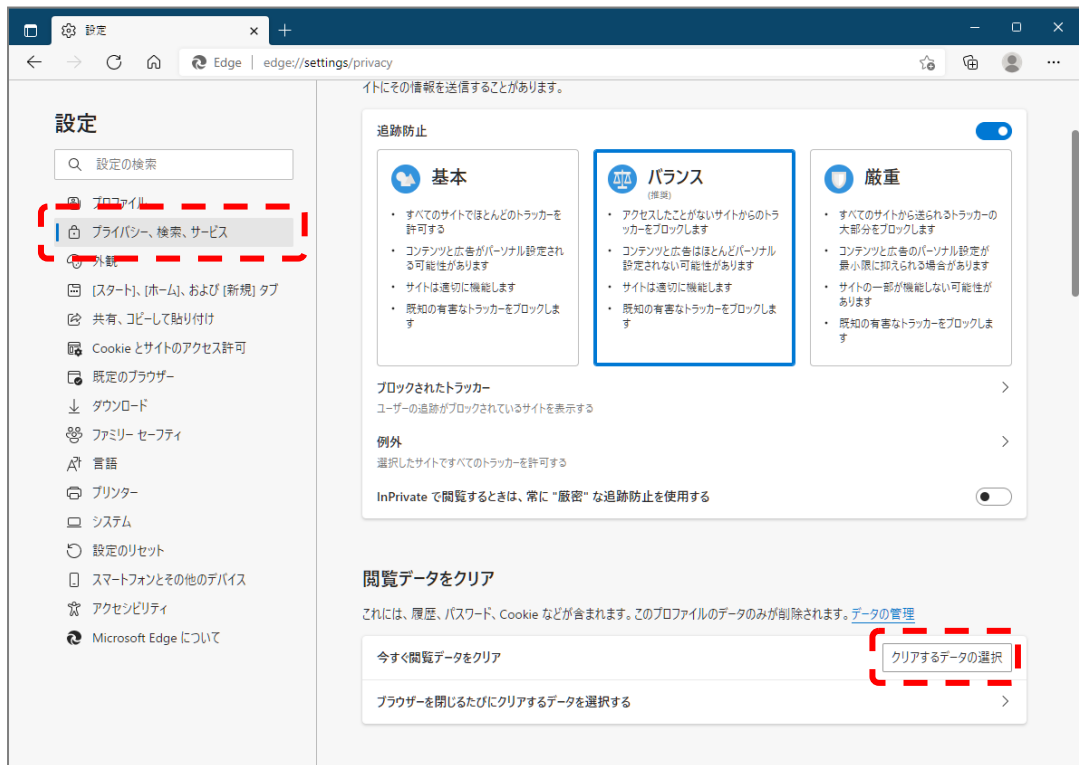 設定
Edge | edge://settings/privacy
イトにその情報を送信することがあります。
設定
設定の検索
プロファイル
プライバシー、検索、サービス
外観
[スタート]、[ホーム]、および [新規] タブ
共有、コピーして貼り付け
Cookie とサイトのアクセス許可
既定のブラウザー
ダウンロード
ファミリー セーフティ
言語
プリンター
システム
設定のリセット
スマートフォンとその他のデバイス
アクセシビリティ
Microsoft Edge について
追跡防止
基本
すべてのサイトでほとんどのトラッカーを
許可する
コンテンツと広告がパーソナル設定され
る可能性があります
サイトは適切に機能します
既知の有害なトラッカーをブロックしま
す
バランス
(推奨)
アクセスしたことがないサイトからのトラ
ッカーをブロックします
コンテンツと広告はほとんどパーソナル
設定されない可能性があります
サイトは適切に機能します
既知の有害なトラッカーをブロックしま
す
厳重
すべてのサイトから送られるトラッカーの
大部分をブロックします
コンテンツと広告のパーソナル設定が
最小限に抑えられる場合があります
サイトの一部が機能しない可能性が
あります
既知の有害なトラッカーをブロックしま
す
ブロックされたトラッカー
ユーザーの追跡がブロックされているサイトを表示する
例外
選択したサイトですべてのトラッカーを許可する
InPrivate で閲覧するときは、常に "厳密" な追跡防止を使用する
閲覧データをクリア
これには、履歴、パスワード、Cookie などが含まれます。このプロファイルのデータのみが削除されます。データの管理
今すぐ閲覧データをクリア
クリアするデータの選択
ブラウザーを閉じるたびにクリアするデータを選択する